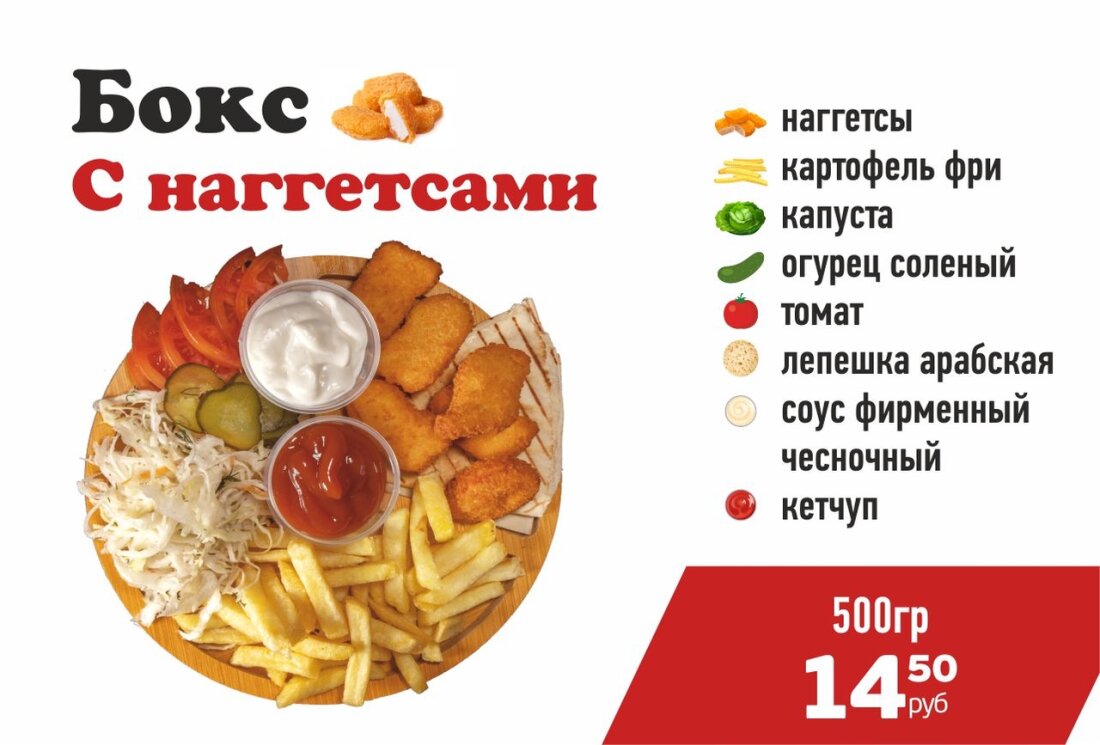 Бокс
С наггетсами
наггетсы
картофель фри
капуста
огурец соленый
томат
лепешка арабская
соус фирменный
чесночный
кетчуп
500гр
14 50
руб